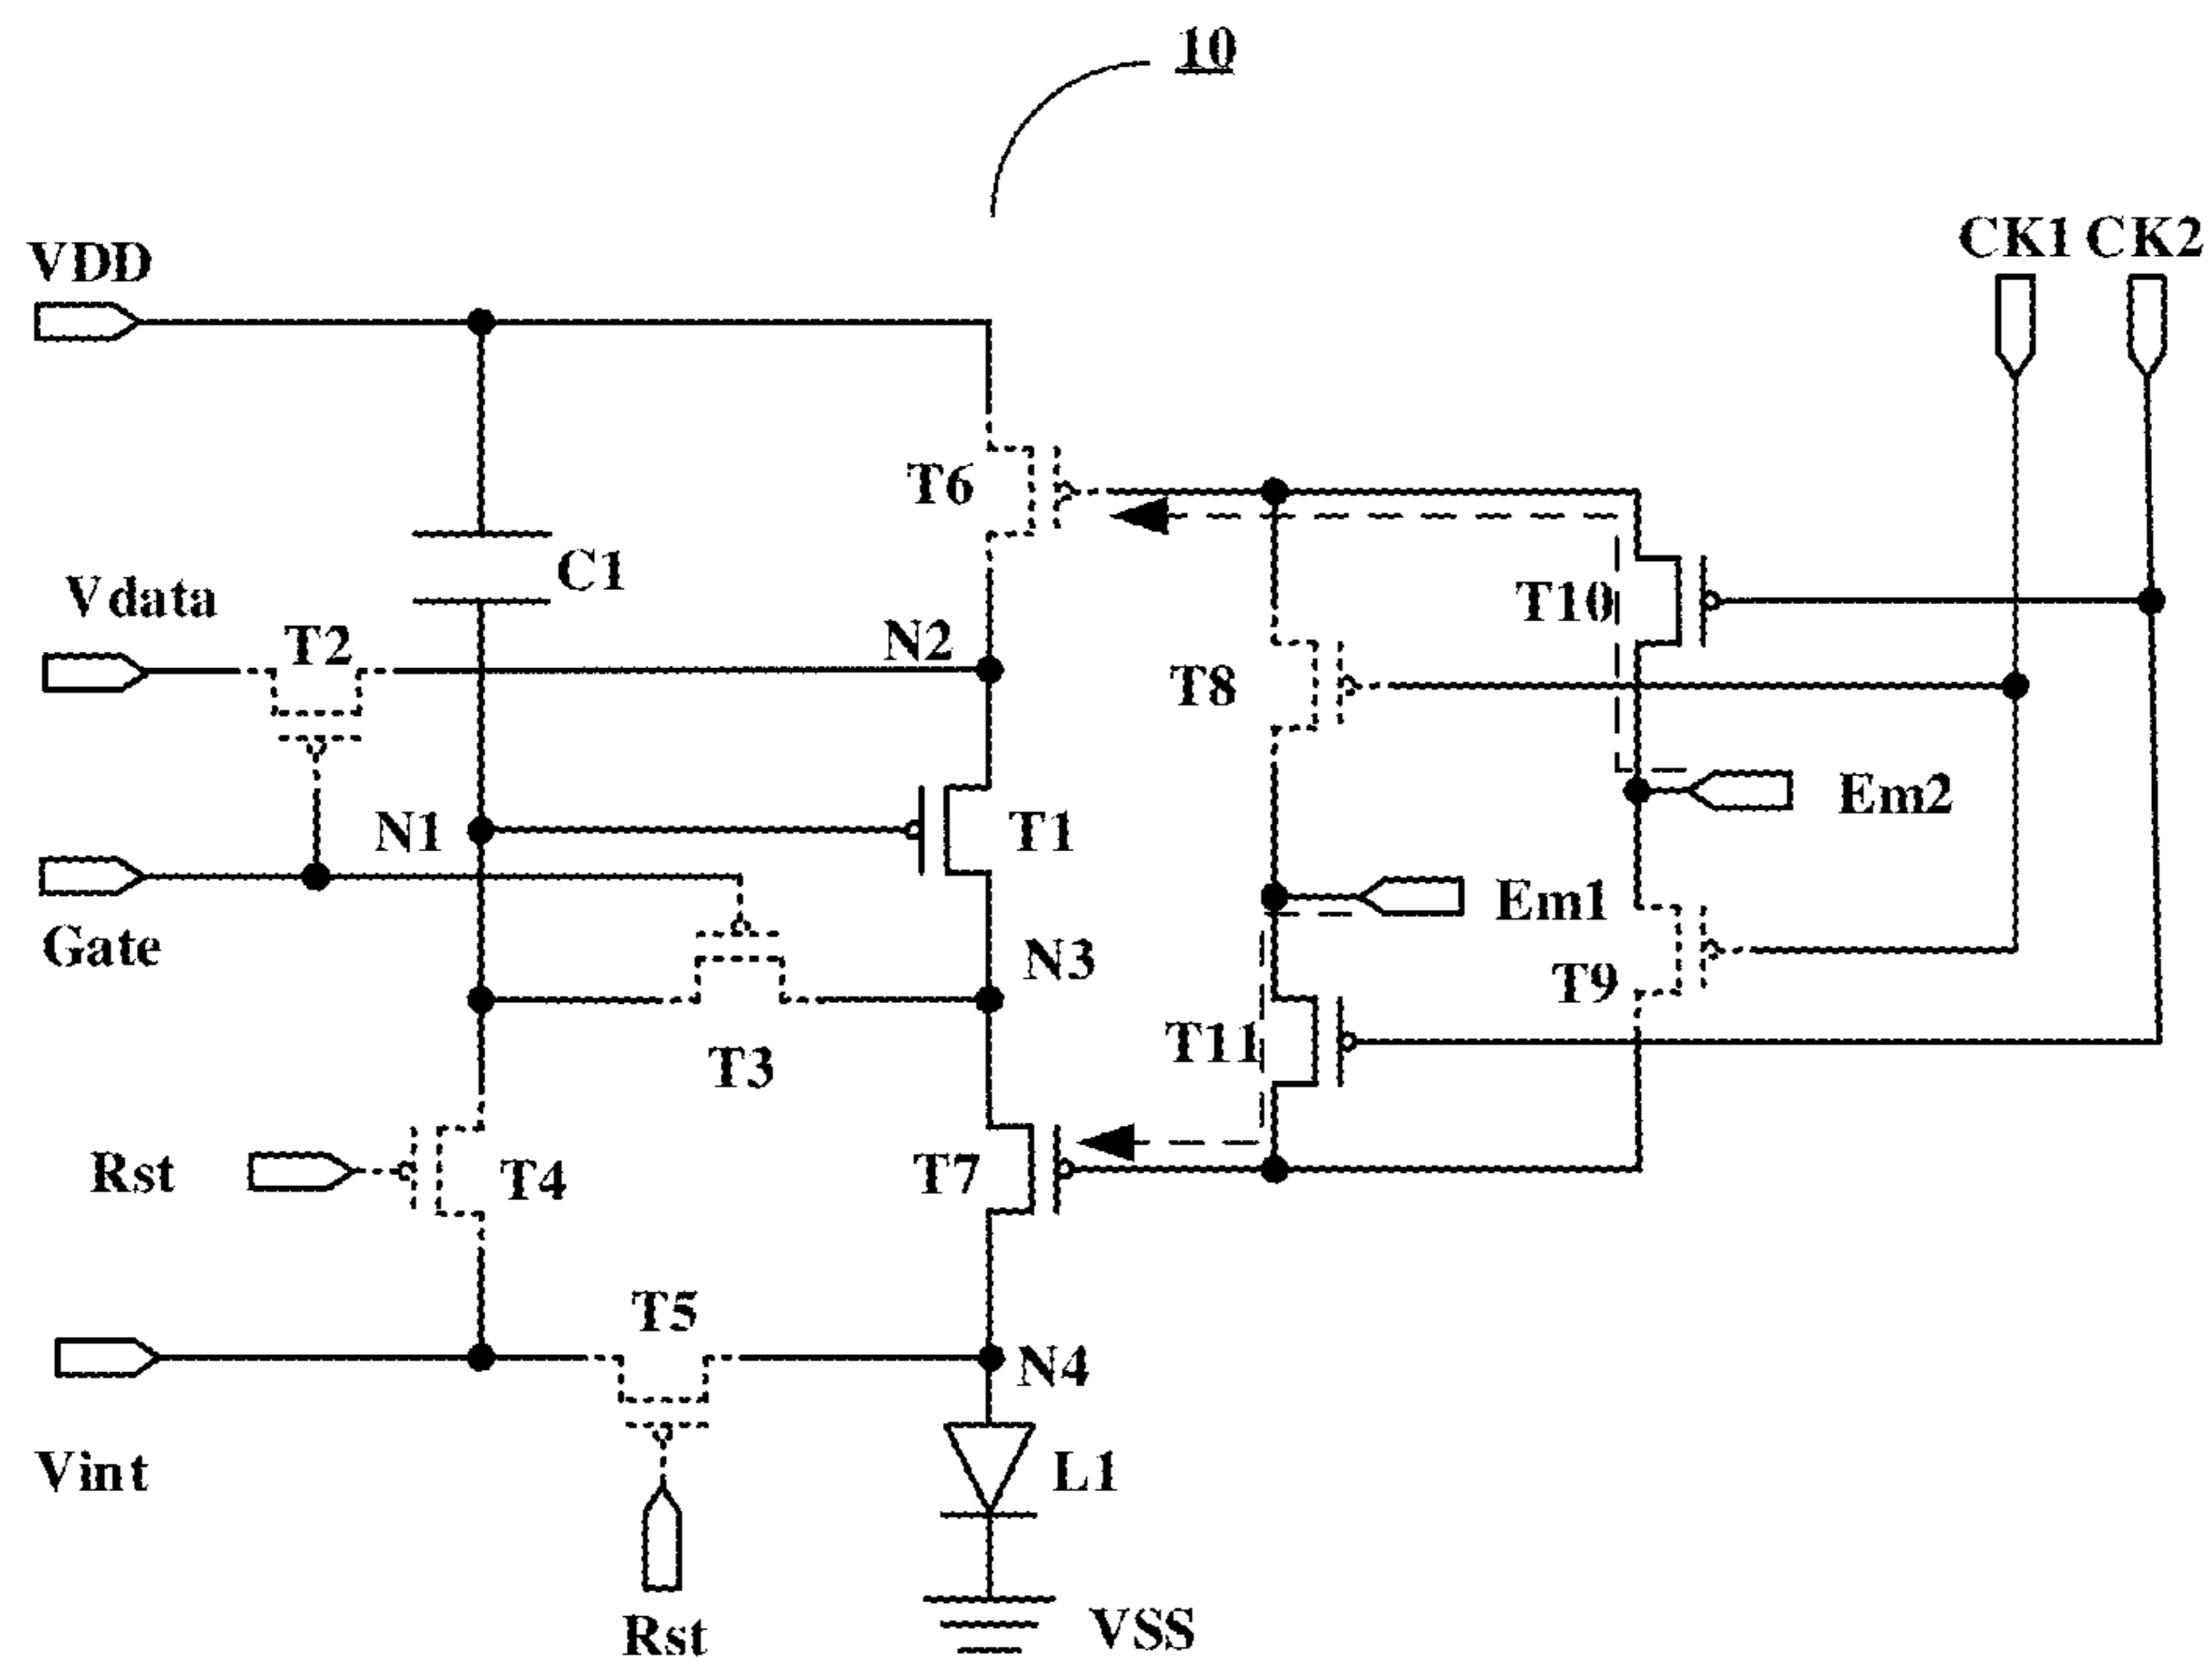 10
VDD
CK1 CK2
T6
C1
T10
Vdata
T2
N2
T8
Em2
N1
T1
Em1
Gate
N3
T9
T11
T3
Rst
T4
T7
T5
N4
Vint
L1
Rst
VSS